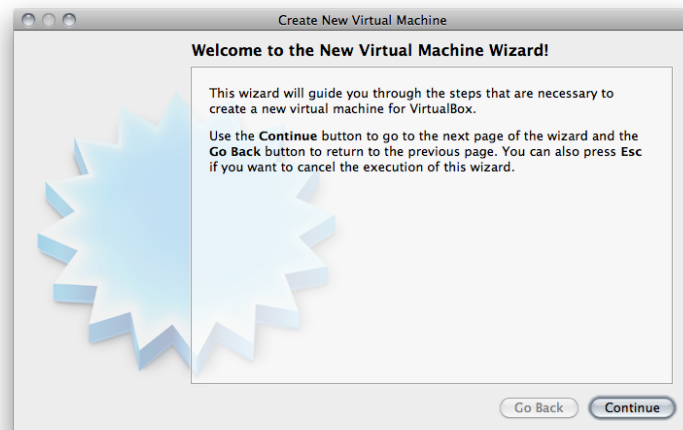 Create New Virtual Machine
Welcome to the New Virtual Machine Wizard!
This wizard will guide you through the steps that are necessary to
create a new virtual machine for VirtualBox.
Use the Continue button to go to the next page of the wizard and the
Go Back button to return to the previous page. You can also press Esc
if you want to cancel the execution of this wizard.
Go Back
Continue